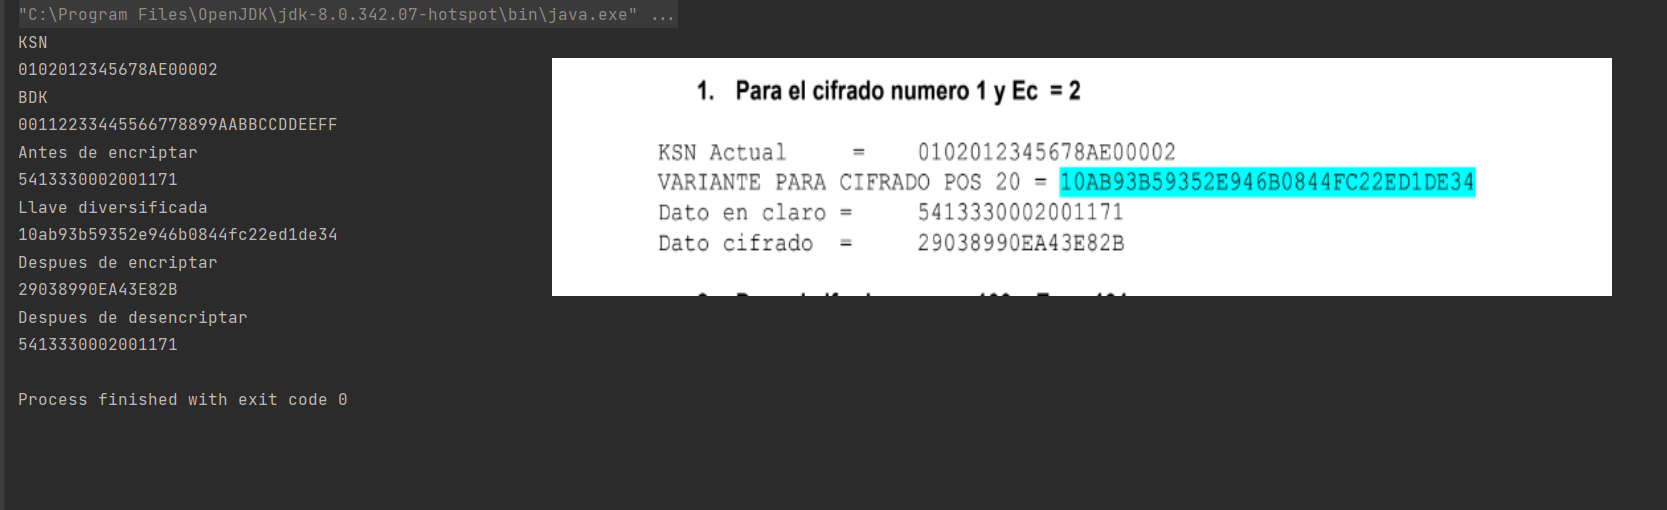 "C:\Program Files\OpenJDK\jdk-8.0.342.07-hotspot\bin\java.exe" ...
KSN
0102012345678AE00002
BDK
00112233445566778899AABBCCDDEEFF
Antes de encriptar
5413330002001171
Llave diversificada
10ab93b59352e946b0844fc22ed1de34
Despues de encriptar
29038990EA43E82B
Despues de desencriptar
5413330002001171
Process finished with exit code 0
1. Para el cifrado numero 1 y Ec = 2
KSN Actual = 0102012345678AE00002
VARIANTE PARA CIFRADO POS 20 = 10AB93B59352E946B0844FC22ED1DE34
Dato en claro = 5413330002001171
Dato cifrado = 29038990EA43E82B